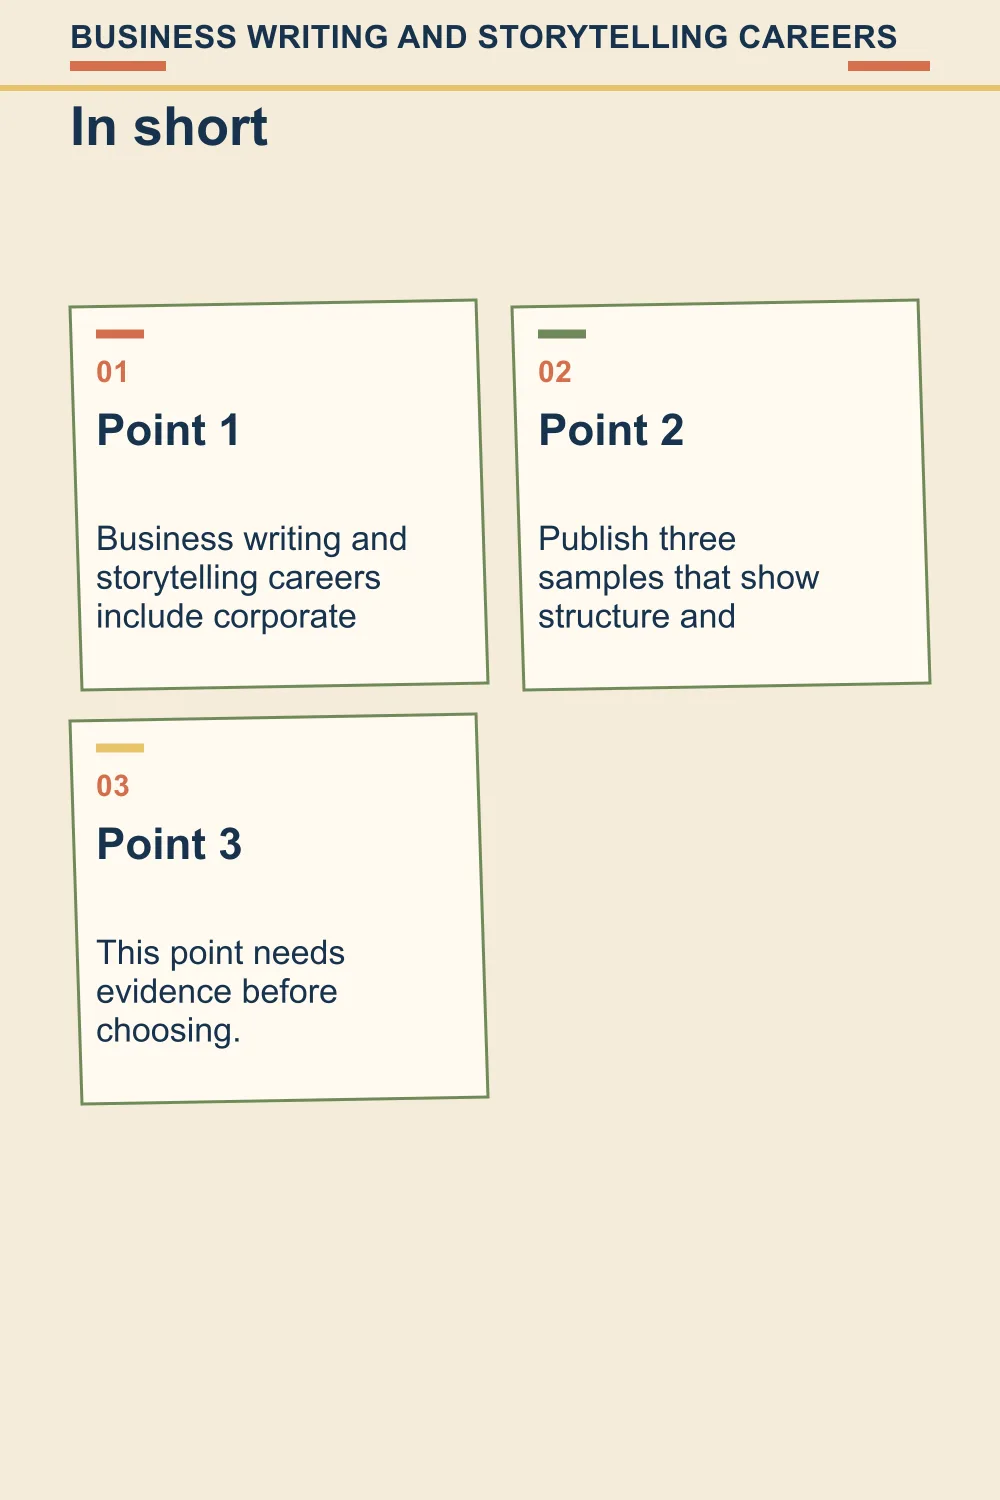 BUSINESS WRITING AND STORYTELLING CAREERS
In short
01
Point 1
Business writing and
storytelling careers
include corporate
02
Point 2
Publish three
samples that show
structure and
03
Point 3
This point needs
evidence before
choosing.